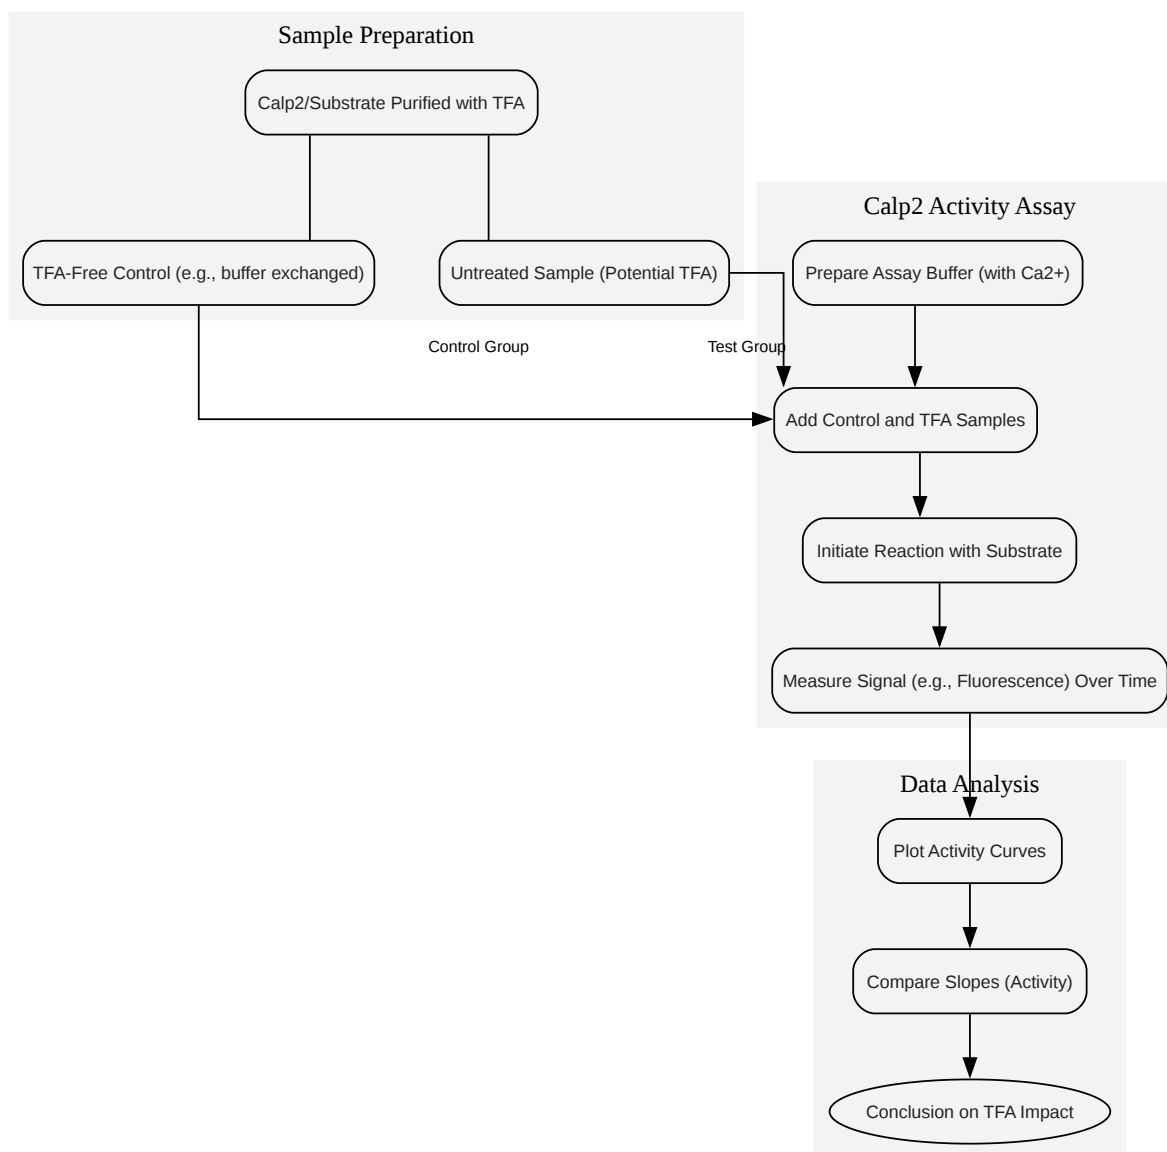 Sample Preparation
Calp2/Substrate Purified with TFA
TFA-Free Control (e.g., buffer exchanged)
Untreated Sample (Potential TFA)
Calp2 Activity Assay
Prepare Assay Buffer (with Ca2+)
Control Group
Test Group
Add Control and TFA Samples
Initiate Reaction with Substrate
Measure Signal (e.g., Fluorescence) Over Time
Data Analysis
Plot Activity Curves
Compare Slopes (Activity)
Conclusion on TFA Impact